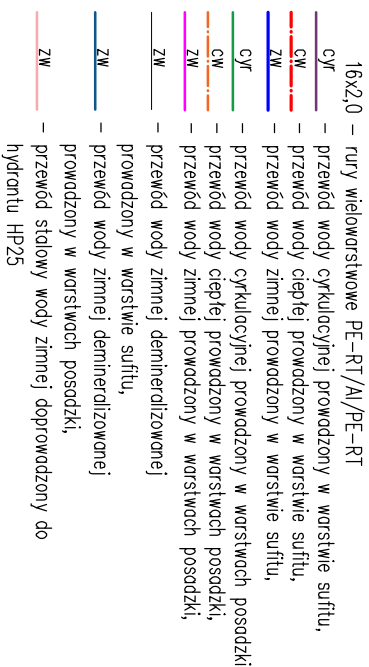 16x2,0 – rury wielowarstwowe PE–RT/Al/PE–RT
cyr – przewód wody cyrkulacyjnej prowadzony w warstwie sufitu,
cw – przewód wody ciepłej prowadzony w warstwie sufitu,
zw – przewód wody zimnej prowadzony w warstwie sufitu,
cyr – przewód wody cyrkulacyjnej prowadzony w warstwach posadzki
cw – przewód wody ciepłej prowadzony w warstwach posadzki,
zw – przewód wody zimnej prowadzony w warstwach posadzki,
zw – przewód wody zimnej demineralizowanej
prowadzony w warstwie sufitu,
zw – przewód wody zimnej demineralizowanej
prowadzony w warstwach posadzki,
zw – przewód stalowy wody zimnej doprowadzony do
hydrantu HP25